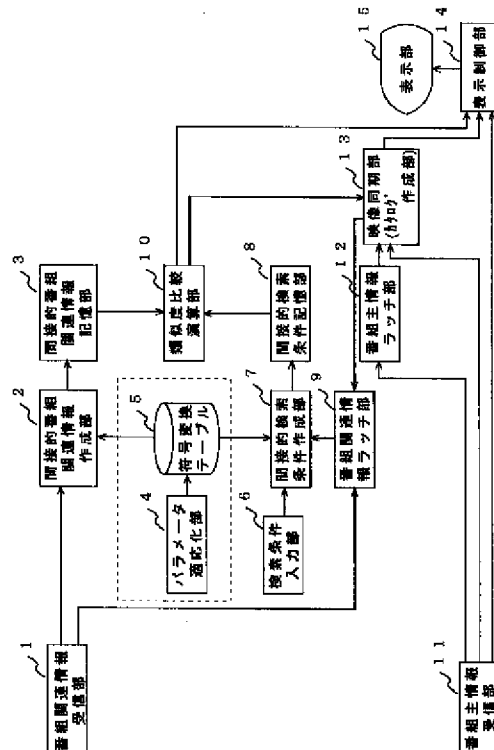 1
番組関連情報
受信部
2
間接的番組
関連情報
作成部
3
間接的番組
関連情報
記憶部
4
パラメータ
適応化部
5
符号変換
テーブル
6
検索条件
入力部
7
間接的検索
条件作成部
8
間接的検索
条件記憶部
9
番組関連情
報ラッチ部
10
類似度比較
演算部
11
番組主情報
受信部
12
番組主情報
ラッチ部
13
映像同期部
(カタログ
作成部)
14
表示制御部
15
表示部